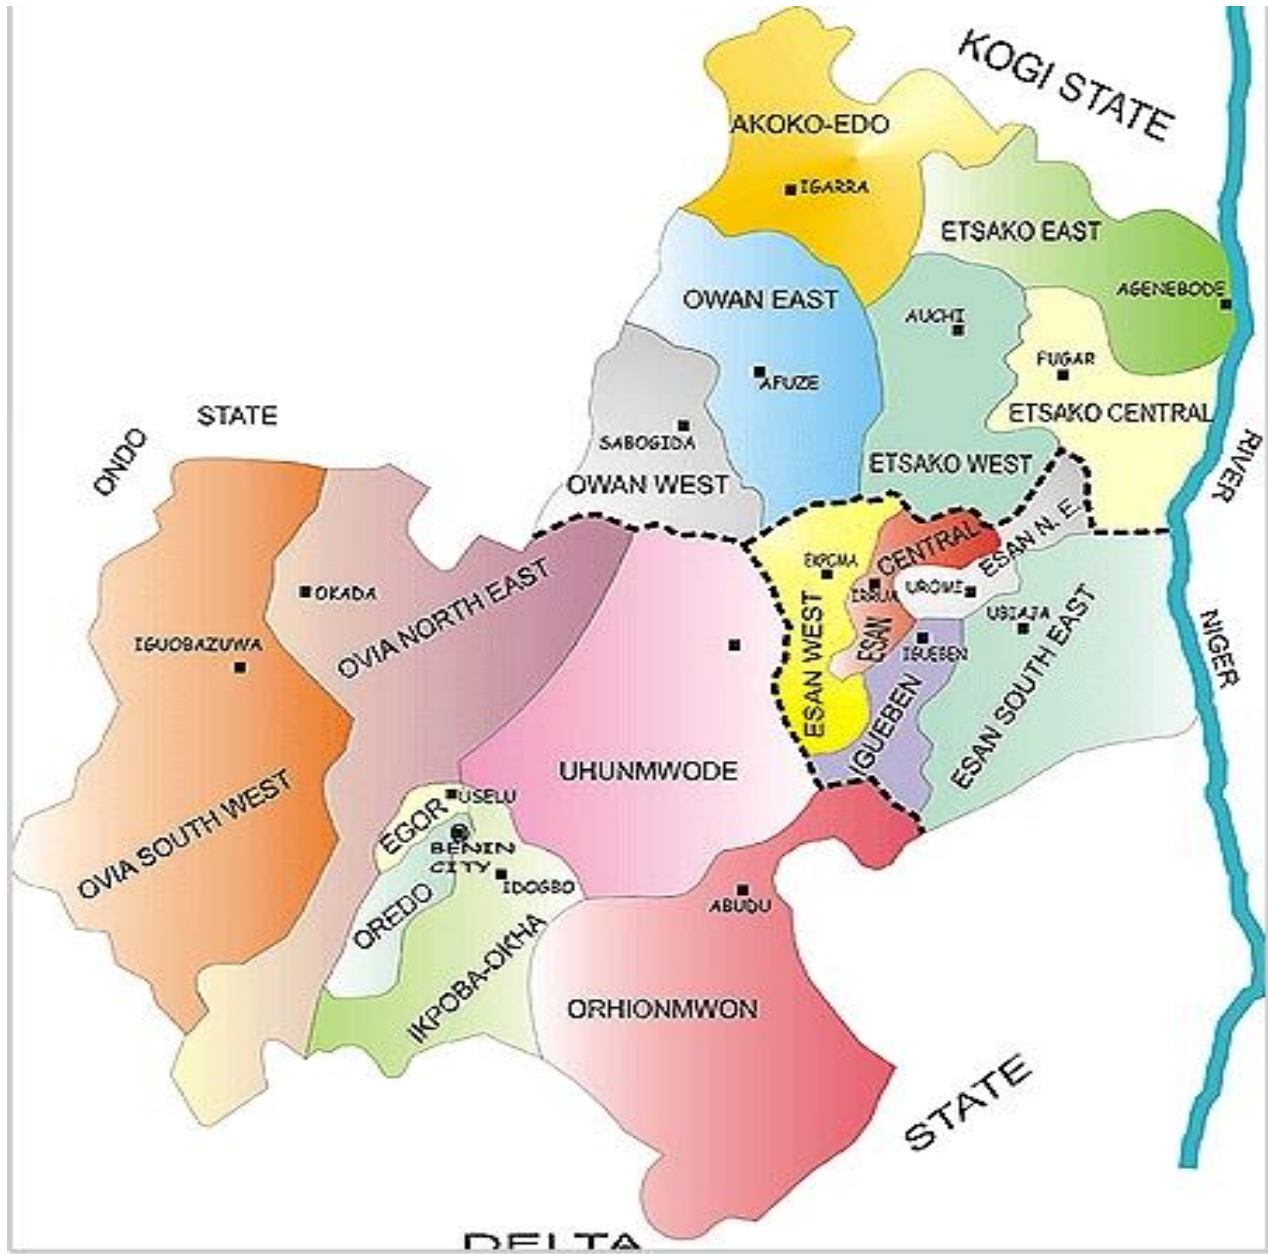 KOGI STATE
AKOKO-EDO
IGARRA
ETSAKO EAST
AGENEBODE
OWAN EAST
AUCHI
FUGAR
AFUZE
ETSAKO CENTRAL
STATE
ONDO
SABOGIDA
OWAN WEST
ETSAKO WEST
RIVER
NIGER
ESAN N. E.
CENTRAL
ESAN
EKPOMA
IRRUA
UROMI
UBIAJA
ESAN WEST
IGUEBEN
IGUEBEN
ESAN SOUTH EAST
OKADA
OVIA NORTH EAST
IGUOBAZUWA
OVIA SOUTH WEST
UHUNMWODE
USELU
EGOR
BENIN
CITY
IDOGBO
OREDO
IKPOBA-OKHA
ABUDU
ORHIONMWON
STATE
DELTA